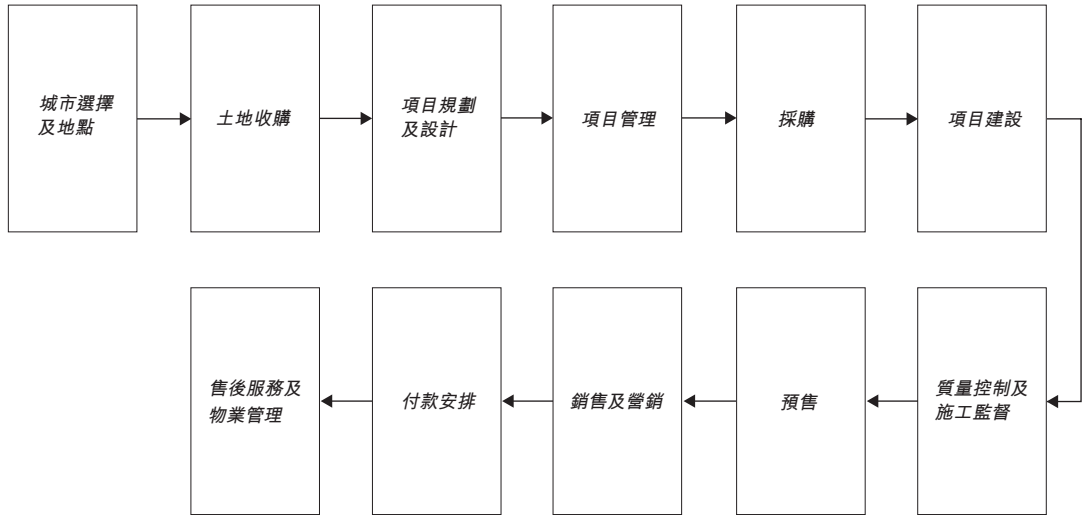 城市選擇
及地點
土地收購
項目規劃
及設計
項目管理
採購
項目建設
質量控制及
施工監督
預售
銷售及營銷
付款安排
售後服務及
物業管理